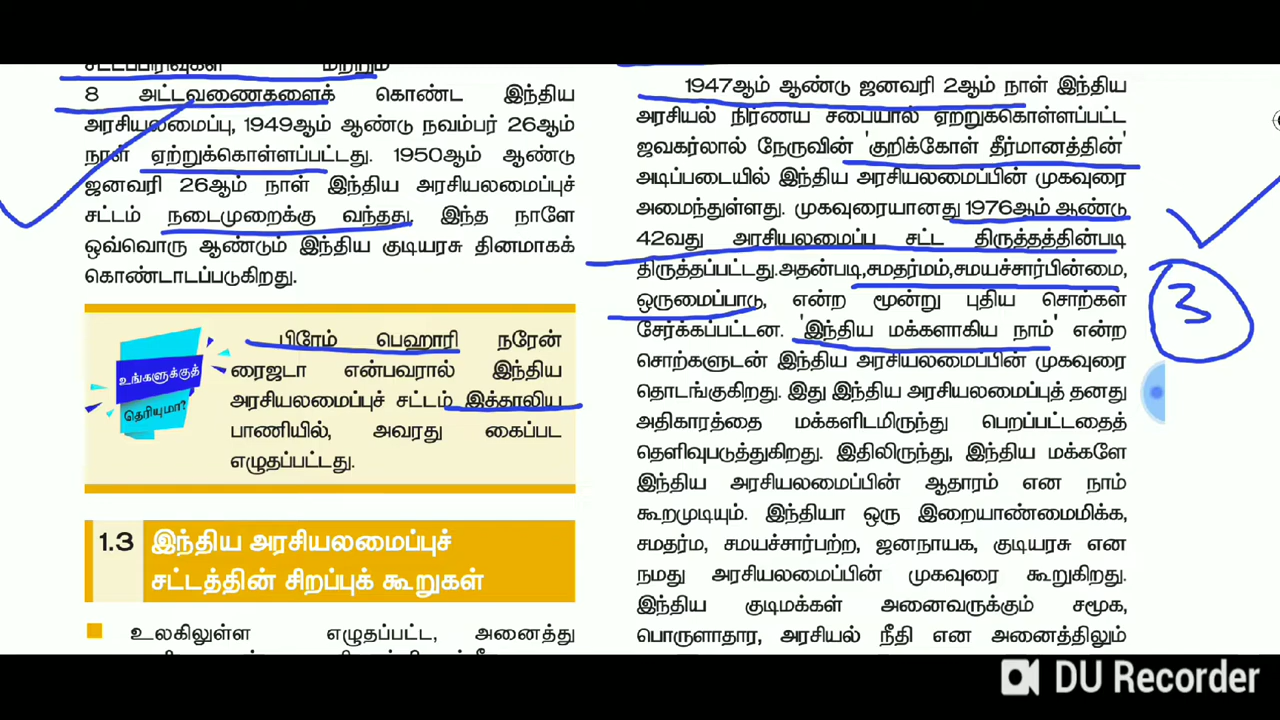 சட்டப்பிரிவுகள் மற்றும்
8 அட்டவணைகளைக் கொண்ட இந்திய
அரசியலமைப்பு, 1949ஆம் ஆண்டு நவம்பர் 26ஆம்
நாள் ஏற்றுக்கொள்ளப்பட்டது. 1950ஆம் ஆண்டு
ஜனவரி 26ஆம் நாள் இந்திய அரசியலமைப்புச்
சட்டம் நடைமுறைக்கு வந்தது. இந்த நாளே
ஒவ்வொரு ஆண்டும் இந்திய குடியரசு தினமாகக்
கொண்டாடப்படுகிறது.
உங்களுக்குத்
தெரியுமா?
பிரேம் பெஹாரி நரேன்
ரைஜடா என்பவரால் இந்திய
அரசியலமைப்புச் சட்டம் இத்தாலிய
பாணியில், அவரது கைப்பட
எழுதப்பட்டது.
1.3 இந்திய அரசியலமைப்புச்
சட்டத்தின் சிறப்புக் கூறுகள்
உலகிலுள்ள எழுதப்பட்ட, அனைத்து
1947ஆம் ஆண்டு ஜனவரி 2ஆம் நாள் இந்திய
அரசியல் நிர்ணய சபையால் ஏற்றுக்கொள்ளப்பட்ட
ஜவகர்லால் நேருவின் 'குறிக்கோள் தீர்மானத்தின்'
அடிப்படையில் இந்திய அரசியலமைப்பின் முகவுரை
அமைந்துள்ளது. முகவுரையானது 1976ஆம் ஆண்டு
42வது அரசியலமைப்ப சட்ட திருத்தத்தின்படி
திருத்தப்பட்டது.அதன்படி,சமதர்மம்,சமயச்சார்பின்மை,
ஒருமைப்பாடு, என்ற மூன்று புதிய சொற்கள்
சேர்க்கப்பட்டன. 'இந்திய மக்களாகிய நாம்' என்ற
சொற்களுடன் இந்திய அரசியலமைப்பின் முகவுரை
தொடங்குகிறது. இது இந்திய அரசியலமைப்புத் தனது
அதிகாரத்தை மக்களிடமிருந்து பெறப்பட்டதைத்
தெளிவுபடுத்துகிறது. இதிலிருந்து, இந்திய மக்களே
இந்திய அரசியலமைப்பின் ஆதாரம் என நாம்
கூறமுடியும். இந்தியா ஒரு இறையாண்மைமிக்க,
சமதர்ம, சமயச்சார்பற்ற, ஜனநாயக, குடியரசு என
நமது அரசியலமைப்பின் முகவுரை கூறுகிறது.
இந்திய குடிமக்கள் அனைவருக்கும் சமூக,
பொருளாதார, அரசியல் நீதி என அனைத்திலும்
3
DU Recorder